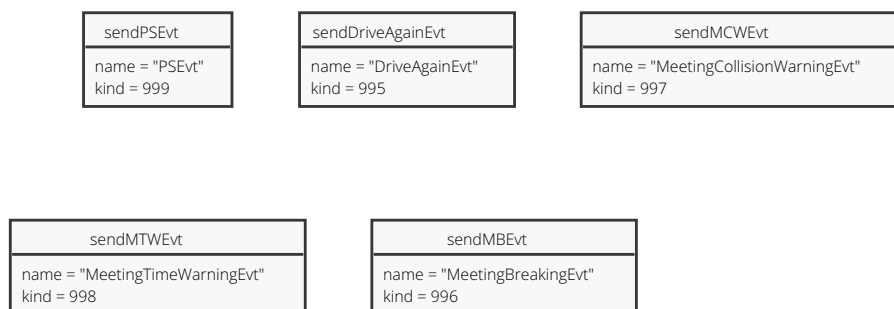 sendPSEvt
name = "PSEvt"
kind = 999
sendDriveAgainEvt
name = "DriveAgainEvt"
kind = 995
sendMCWEvt
name = "MeetingCollisionWarningEvt"
kind = 997
sendMTWEvt
name = "MeetingTimeWarningEvt"
kind = 998
sendMBEvt
name = "MeetingBreakingEvt"
kind = 996